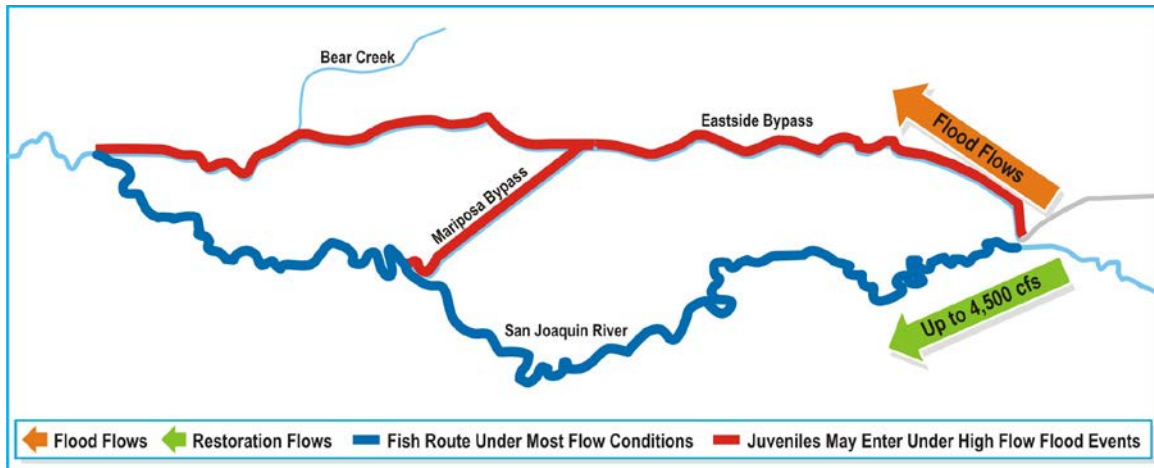 Bear Creek
Eastside Bypass
Flood Flows
Mariposa Bypass
Up to 4,500 cfs
San Joaquin River
Flood Flows
Restoration Flows
Fish Route Under Most Flow Conditions
Juveniles May Enter Under High Flow Flood Events